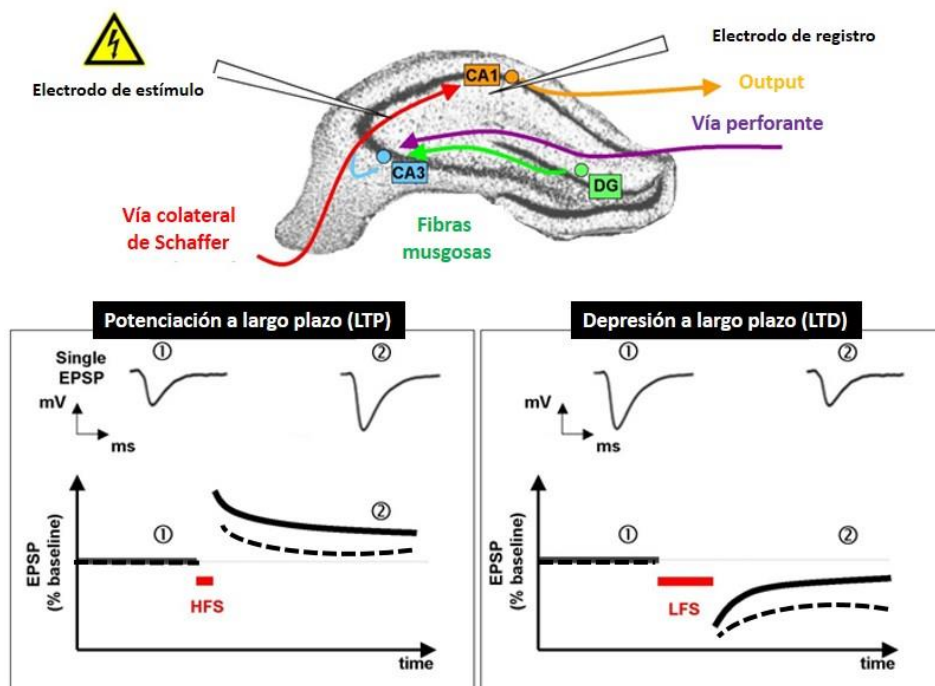 Electrodo de estímulo
Electrodo de registro
CA1
Output
Vía perforante
CA3
DG
Vía colateral
de Schaffer
Fibras
musgosas
Potenciación a largo plazo (LTP)
Single
EPSP
①
②
mV
ms
EPSP
(% baseline)
①
②
HFS
time
Depresión a largo plazo (LTD)
①
②
mV
ms
EPSP
(% baseline)
①
②
LFS
time